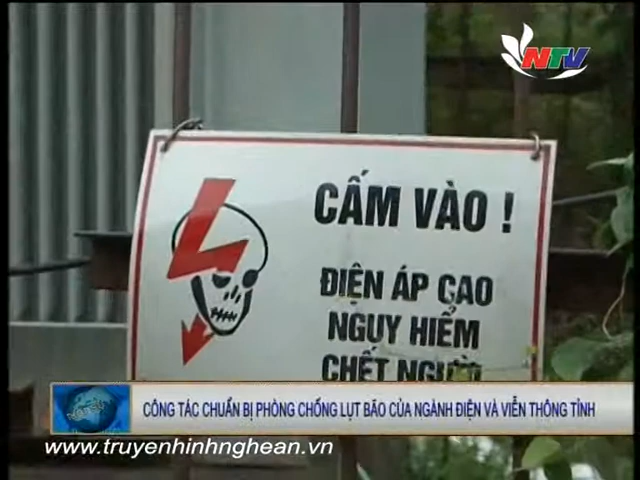 NTV
CẤM VÀO !
ĐIỆN ÁP CAO
NGUY HIỂM
CHẾT NGƯỜI
CÔNG TÁC CHUẨN BỊ PHÒNG CHỐNG LỤT BÃO CỦA NGÀNH ĐIỆN VÀ VIỄN THÔNG TỈNH
www.truyenhinhnghean.vn